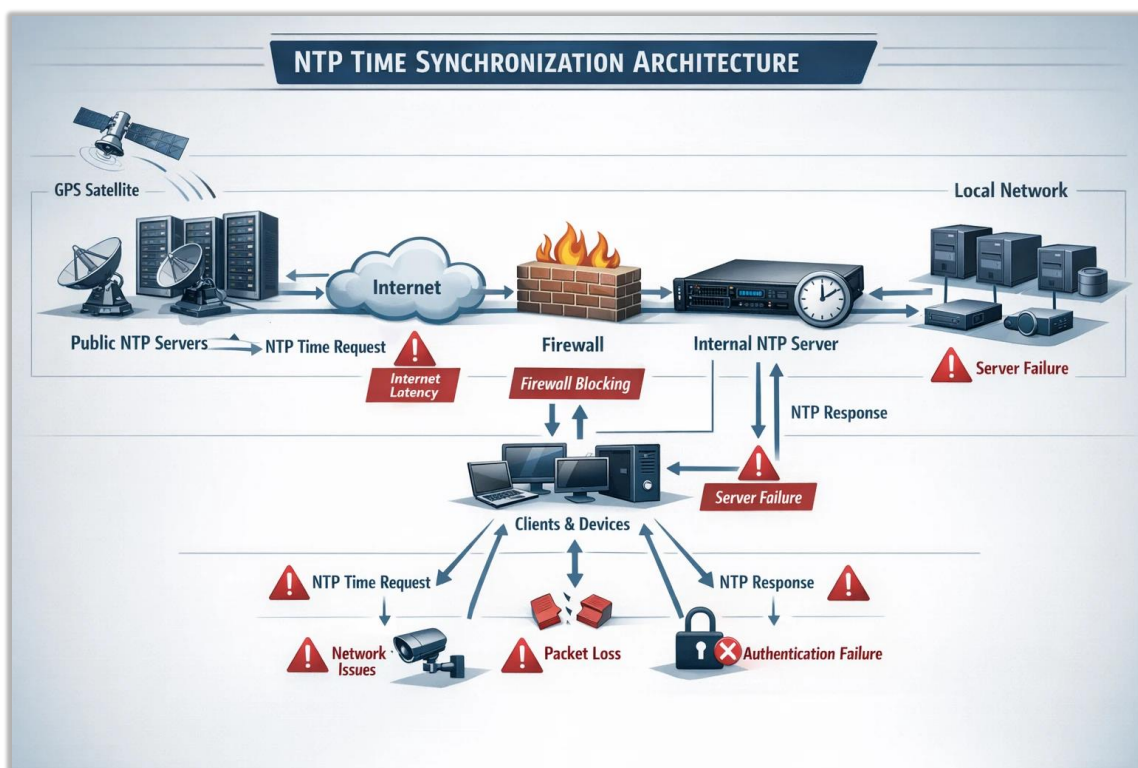 NTP TIME SYNCHRONIZATION ARCHITECTURE
GPS Satellite
Local Network
Internet
Public NTP Servers
NTP Time Request
Firewall
Internal NTP Server
Internet
Latency
Firewall Blocking
Server Failure
NTP Response
Server Failure
Clients & Devices
NTP Time Request
NTP Response
Network
Issues
Packet Loss
Authentication Failure